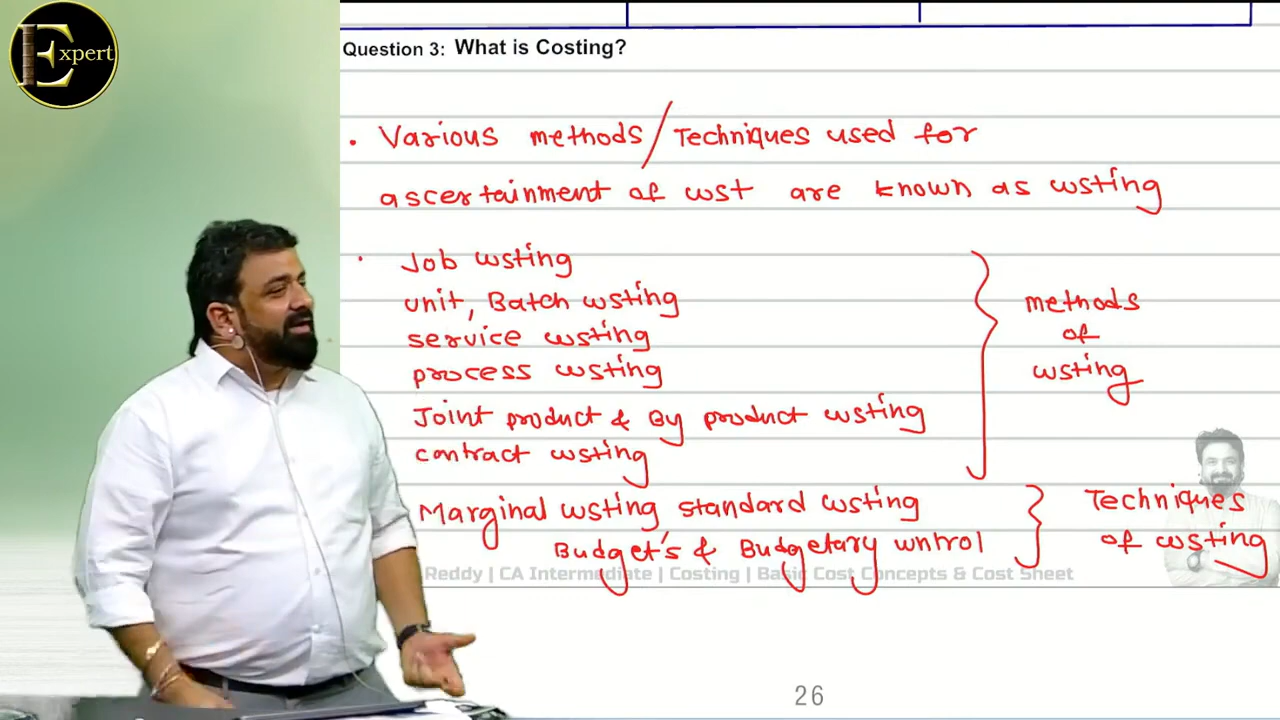 Expert
Question 3: What is Costing?
• Various methods/Techniques used for
ascertainment of cost are known as costing
• Job costing
unit, Batch costing
service costing
process costing
Joint product & By product costing
contract costing
methods
of
costing
Marginal costing standard costing
Budget's & Budgetary control
Techniques
of costing
Reddy | CA Intermediate | Costing | Basic Cost Concepts & Cost Sheet
26